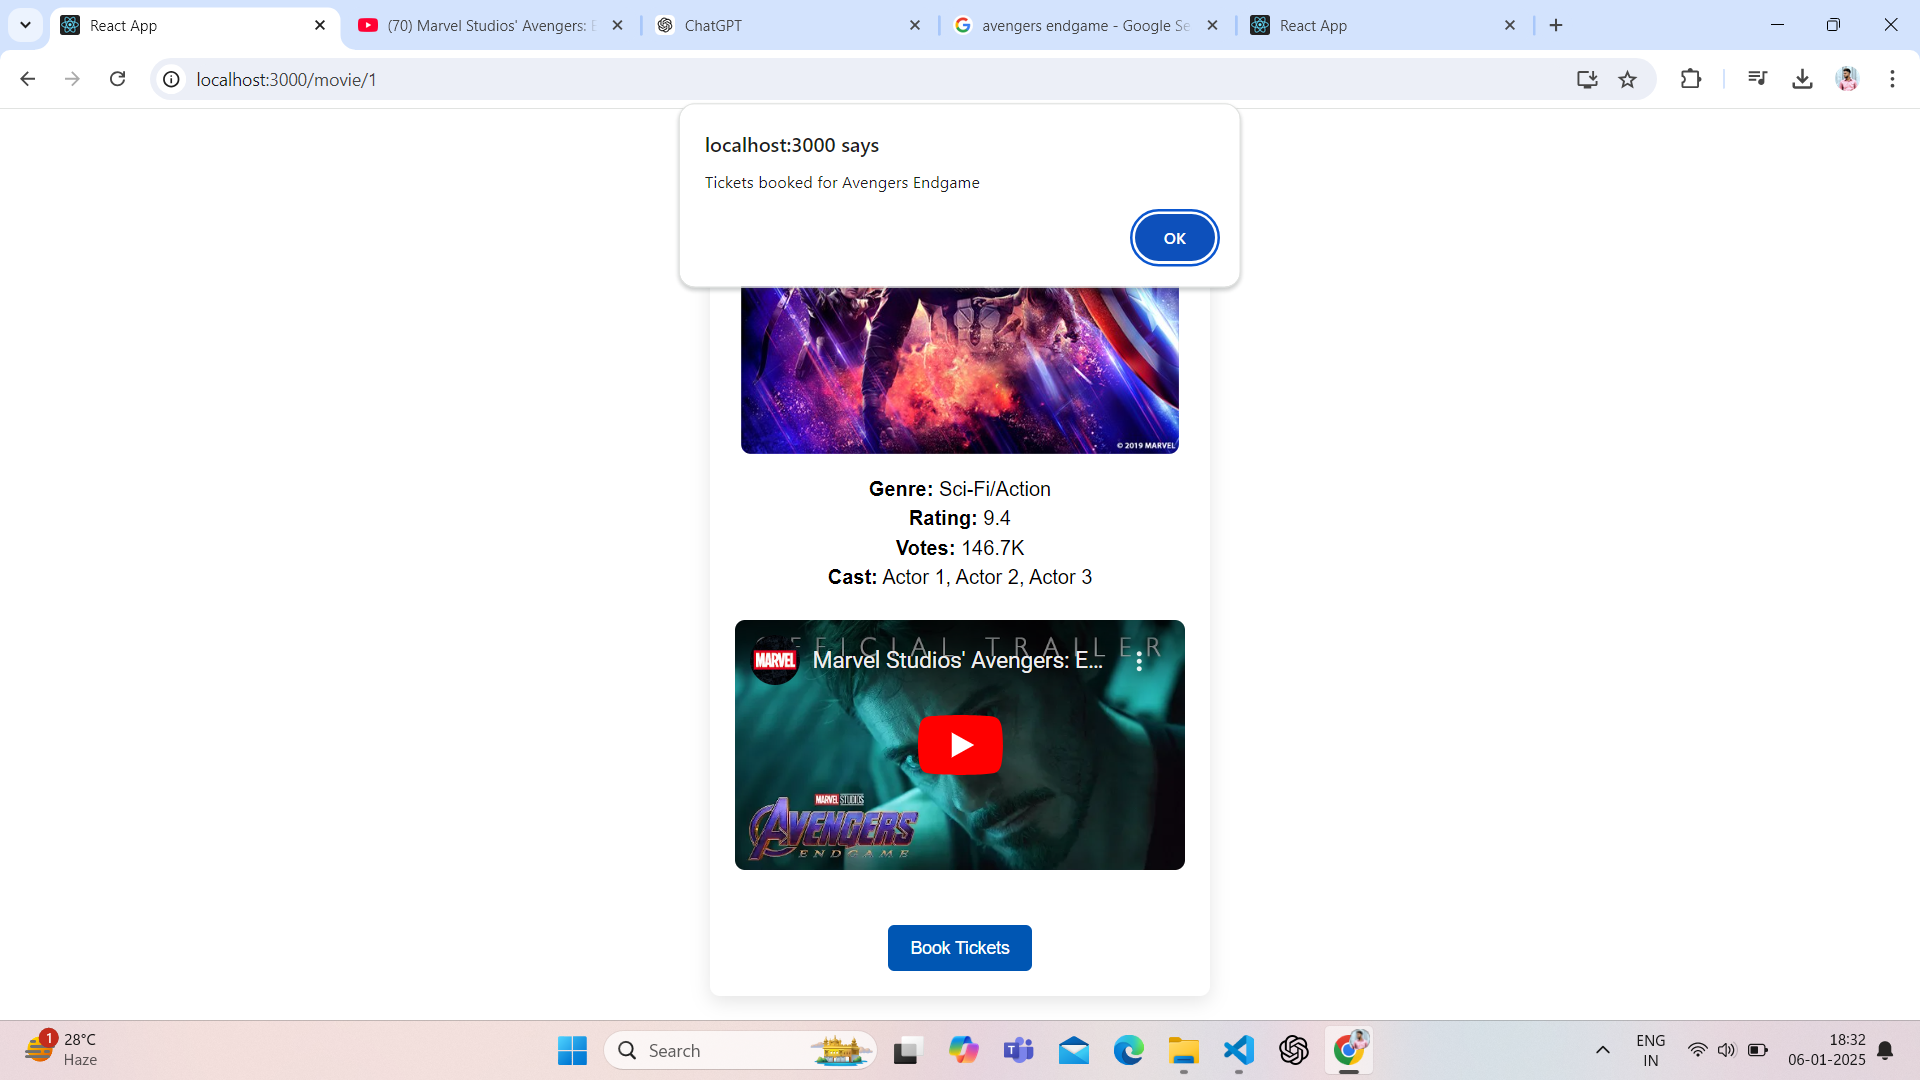 React App
(70) Marvel Studios' Avengers: E
ChatGPT
avengers endgame - Google Se
React App
localhost:3000/movie/1
localhost:3000 says
Tickets booked for Avengers Endgame
OK
© 2019 MARVEL
Genre: Sci-Fi/Action
Rating: 9.4
Votes: 146.7K
Cast: Actor 1, Actor 2, Actor 3
OFFICIAL TRAILER
MARVEL
Marvel Studios' Avengers: E...
MARVEL STUDIOS
AVENGERS
ENDGAME
Book Tickets
1
28°C
Haze
Search
ENG
IN
18:32
06-01-2025